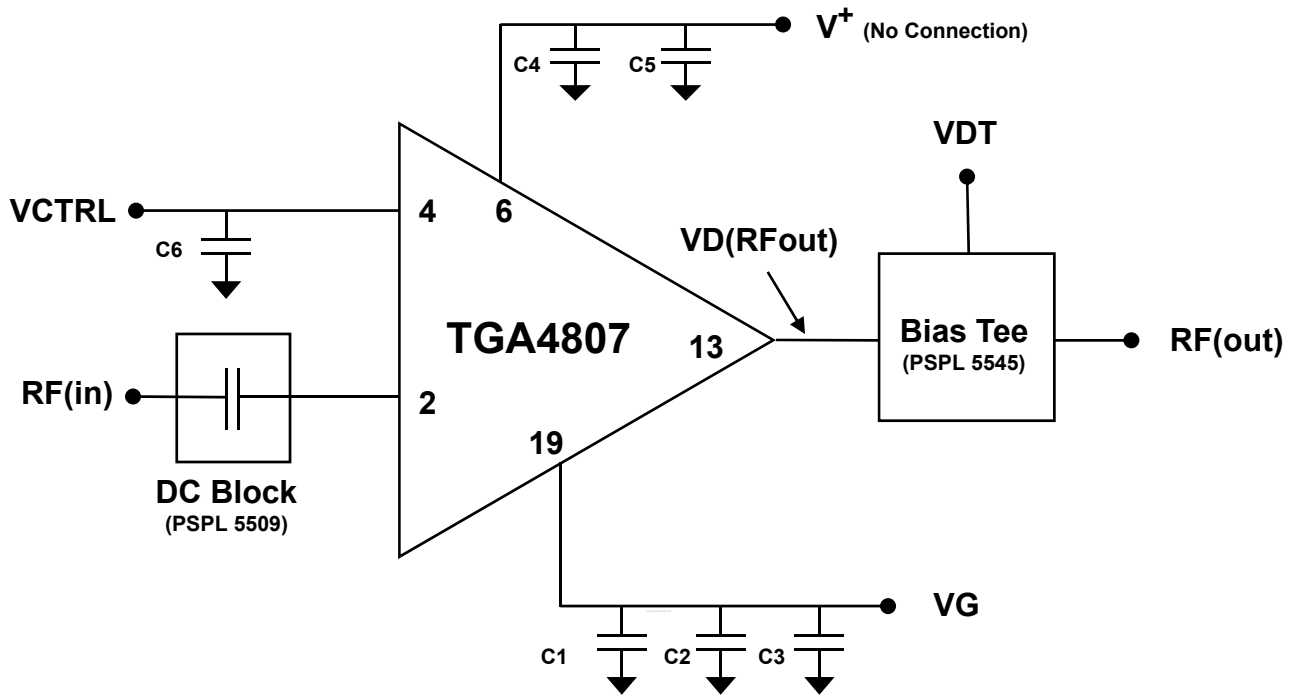 V+ (No Connection)
C4
C5
VDT
VCTRL
4
6
C6
VD(RFout)
TGA4807
13
Bias Tee
(PSPL 5545)
RF(out)
RF(in)
2
19
DC Block
(PSPL 5509)
VG
C1
C2
C3